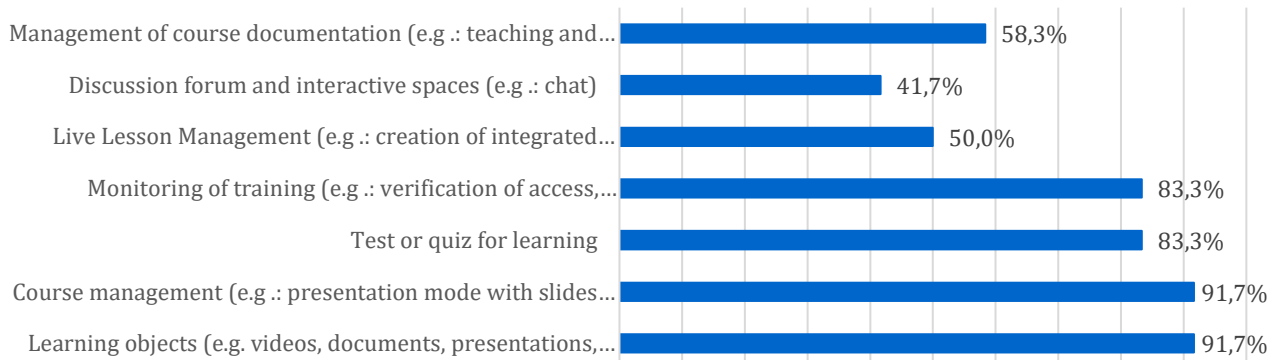 Management of course documentation (e.g .: teaching and... 58,3%
Discussion forum and interactive spaces (e.g .: chat) 41,7%
Live Lesson Management (e.g .: creation of integrated... 50,0%
Monitoring of training (e.g .: verification of access,... 83,3%
Test or quiz for learning 83,3%
Course management (e.g .: presentation mode with slides... 91,7%
Learning objects (e.g. videos, documents, presentations,... 91,7%